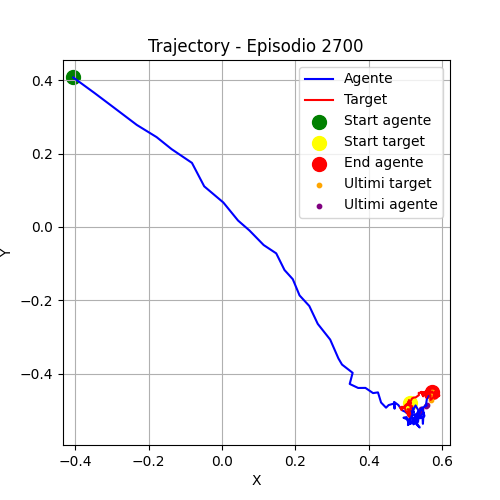 Trajectory - Episodio 2700
Agente
Target
Start agente
Start target
End agente
Ultimi target
Ultimi agente
0.4
0.2
0.0
−0.2
−0.4
Y
−0.4
−0.2
0.0
0.2
0.4
0.6
X